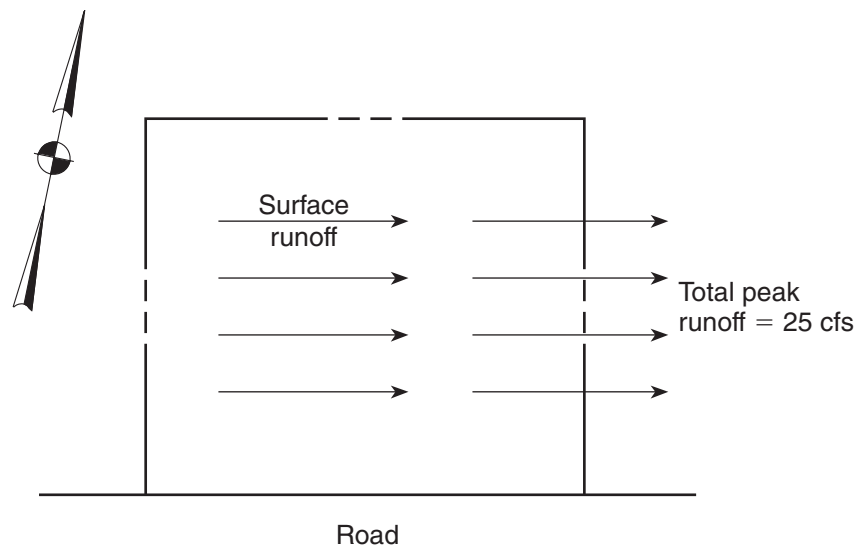 Surface
runoff
Total peak
runoff = 25 cfs
Road